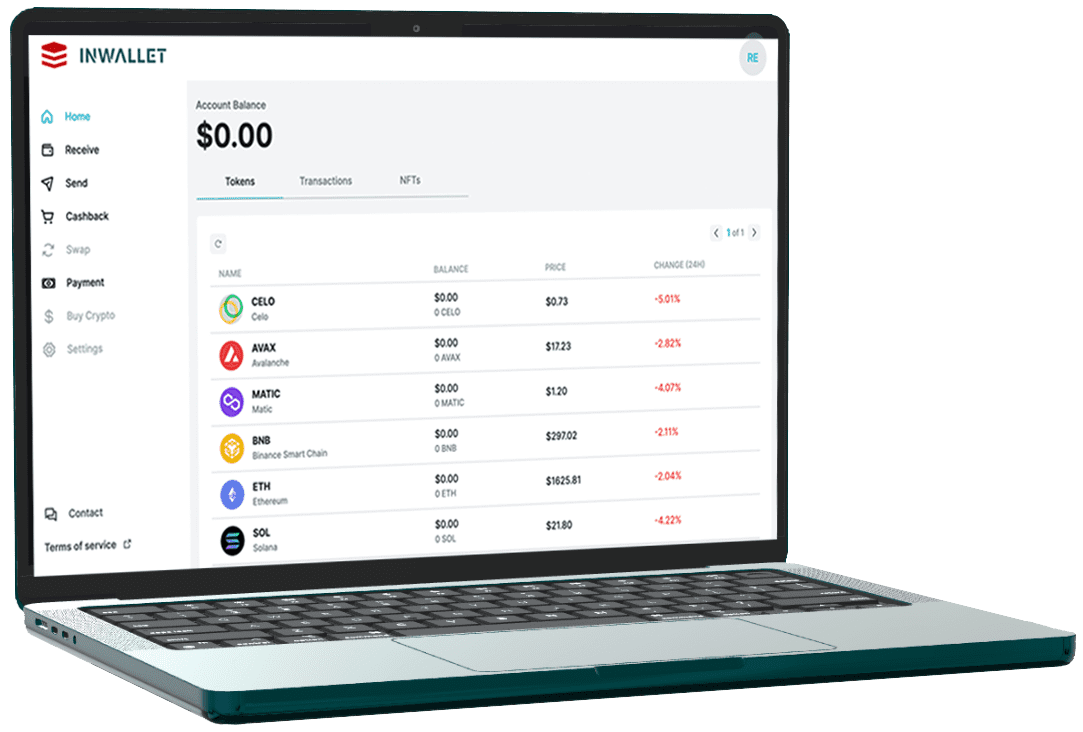 INWALLET
RE
Home
Receive
Send
Cashback
Swap
Payment
Buy Crypto
Settings
Contact
Terms of service
Account Balance
$0.00
Tokens Transactions NFTs
1 of 1
NAME BALANCE PRICE CHANGE (24H)
CELO $0.00 $0.73 -5.01%
Celo 0 CELO
AVAX $0.00 $17.23 -2.82%
Avalanche 0 AVAX
MATIC $0.00 $1.20 -4.07%
Matic 0 MATIC
BNB $0.00 $297.02 -2.11%
Binance Smart Chain 0 BNB
ETH $0.00 $1625.81 -2.04%
Ethereum 0 ETH
SOL $0.00 $21.80 -4.22%
Solana 0 SOL